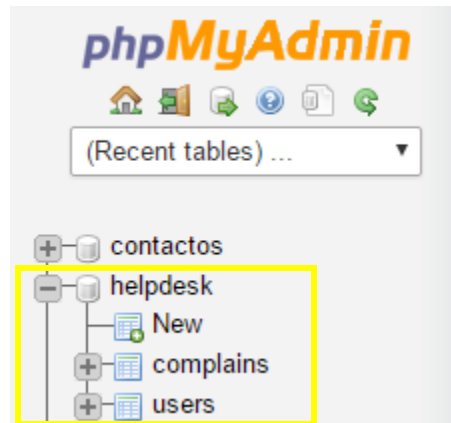 phpMyAdmin
(Recent tables) ...
contactos
helpdesk
New
complains
users